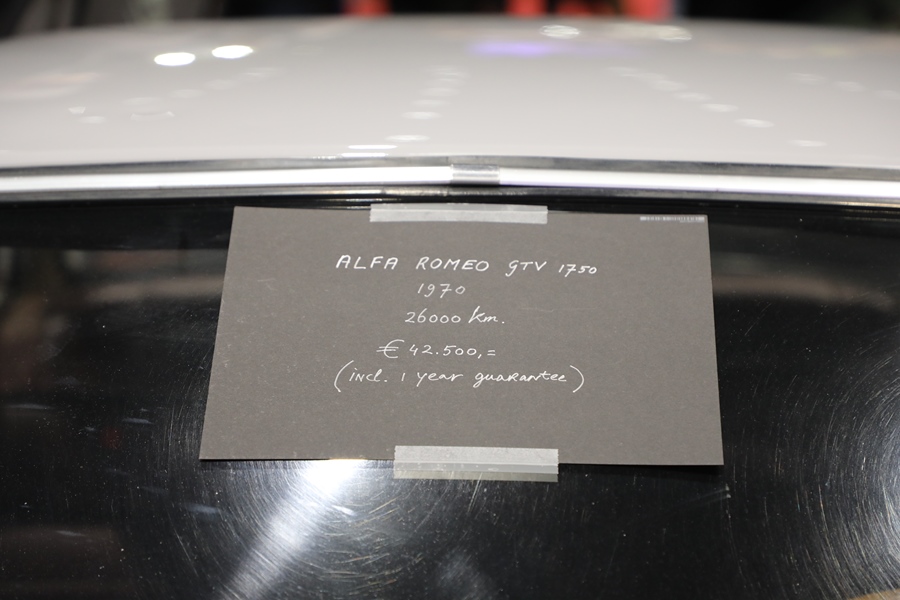 ALFA ROMEO GTV 1750
1970
26000 km.
€ 42.500,=
(incl. 1 year guarantee)